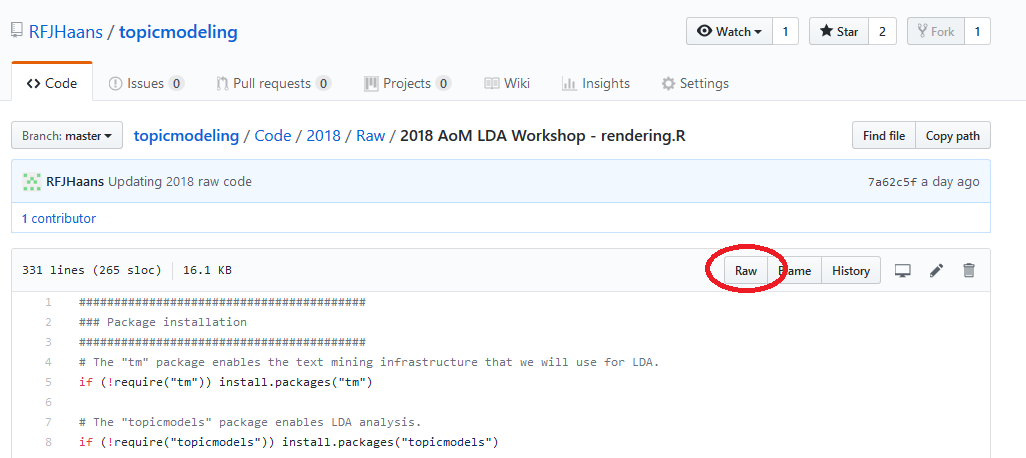 RFJHaans / topicmodeling
Watch 1 Star 2 Fork 1
Code Issues 0 Pull requests 0 Projects 0 Wiki Insights Settings
Branch: master topicmodeling / Code / 2018 / Raw / 2018 AoM LDA Workshop - rendering.R Find file Copy path
RFJHaans Updating 2018 raw code 7a62c5f a day ago
1 contributor
331 lines (265 sloc) 16.1 KB Raw Blame History
1 #########################################
2 ### Package installation
3 #########################################
4 # The "tm" package enables the text mining infrastructure that we will use for LDA.
5 if (!require("tm")) install.packages("tm")
6
7 # The "topicmodels" package enables LDA analysis.
8 if (!require("topicmodels")) install.packages("topicmodels")